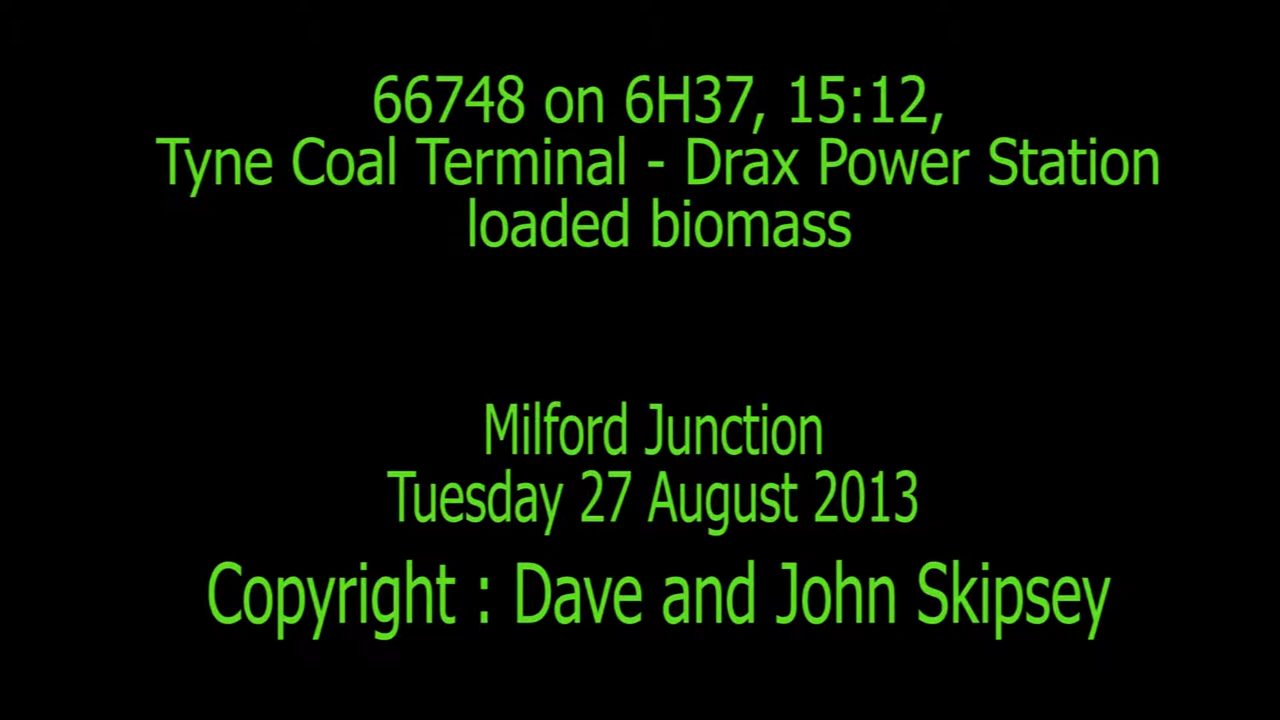 66748 on 6H37, 15:12,
Tyne Coal Terminal - Drax Power Station
loaded biomass
Milford Junction
Tuesday 27 August 2013
Copyright : Dave and John Skipsey